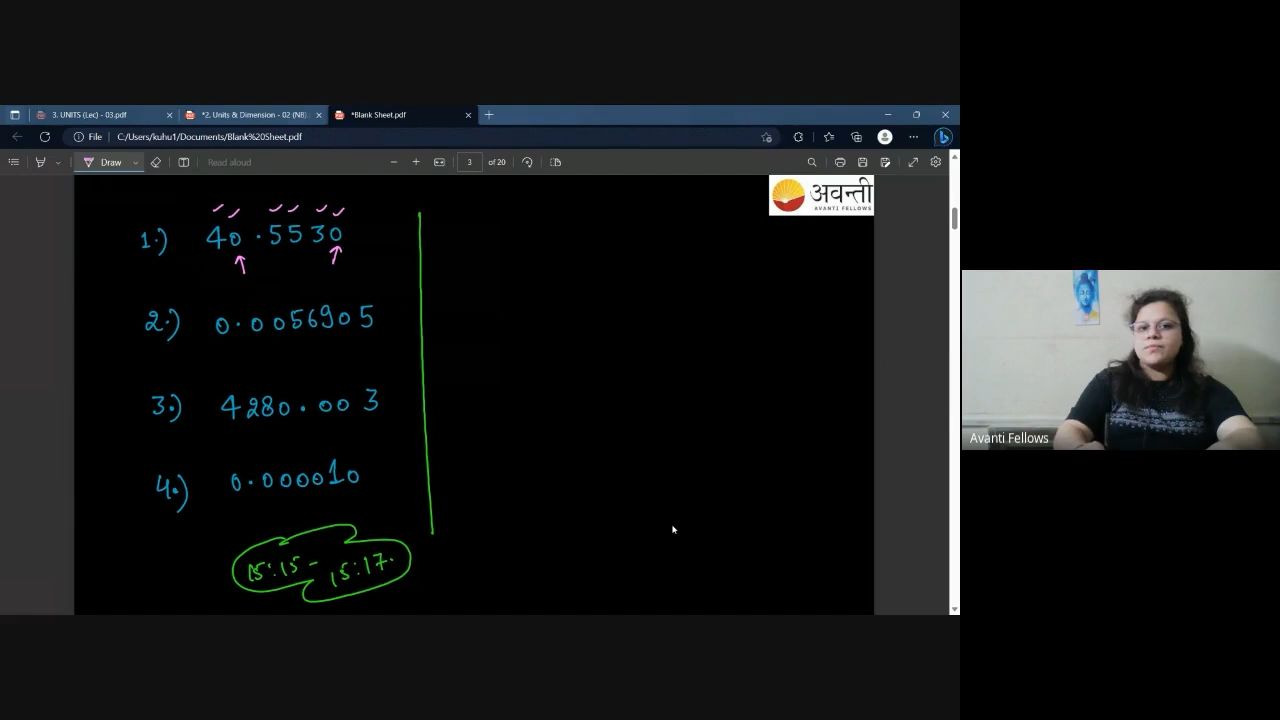 3. UNITS (Lec) - 03.pdf
*2. Units & Dimension - 02 (NB).
*Blank Sheet.pdf
File
C:/Users/kuhu1/Documents/Blank%20Sheet.pdf
Draw
Read aloud
3
of 20
अवन्ती
AVANTI FELLOWS
1.) 40.5530
2.) 0.0056905
3.) 4280.003
4.) 0.000010
15:15 - 15:17.
Avanti Fellows